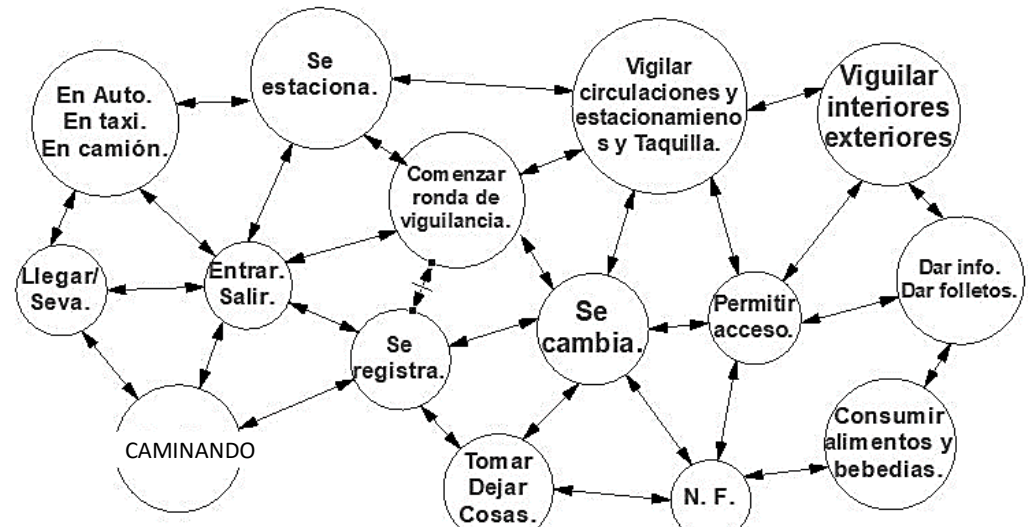 En Auto.
En taxi.
En camión.
Se
estaciona.
Vigilar
circulaciones y
estacionamieno
s y Taquilla.
Viguilar
interiores
exteriores
Comenzar
ronda de
viguilancia.
Llegar/
Seva.
Entrar.
Salir.
Dar info.
Dar folletos.
Se
registra.
Se
cambia.
Permitir
acceso.
CAMINANDO
Tomar
Dejar
Cosas.
N. F.
Consumir
alimentos y
bebedias.